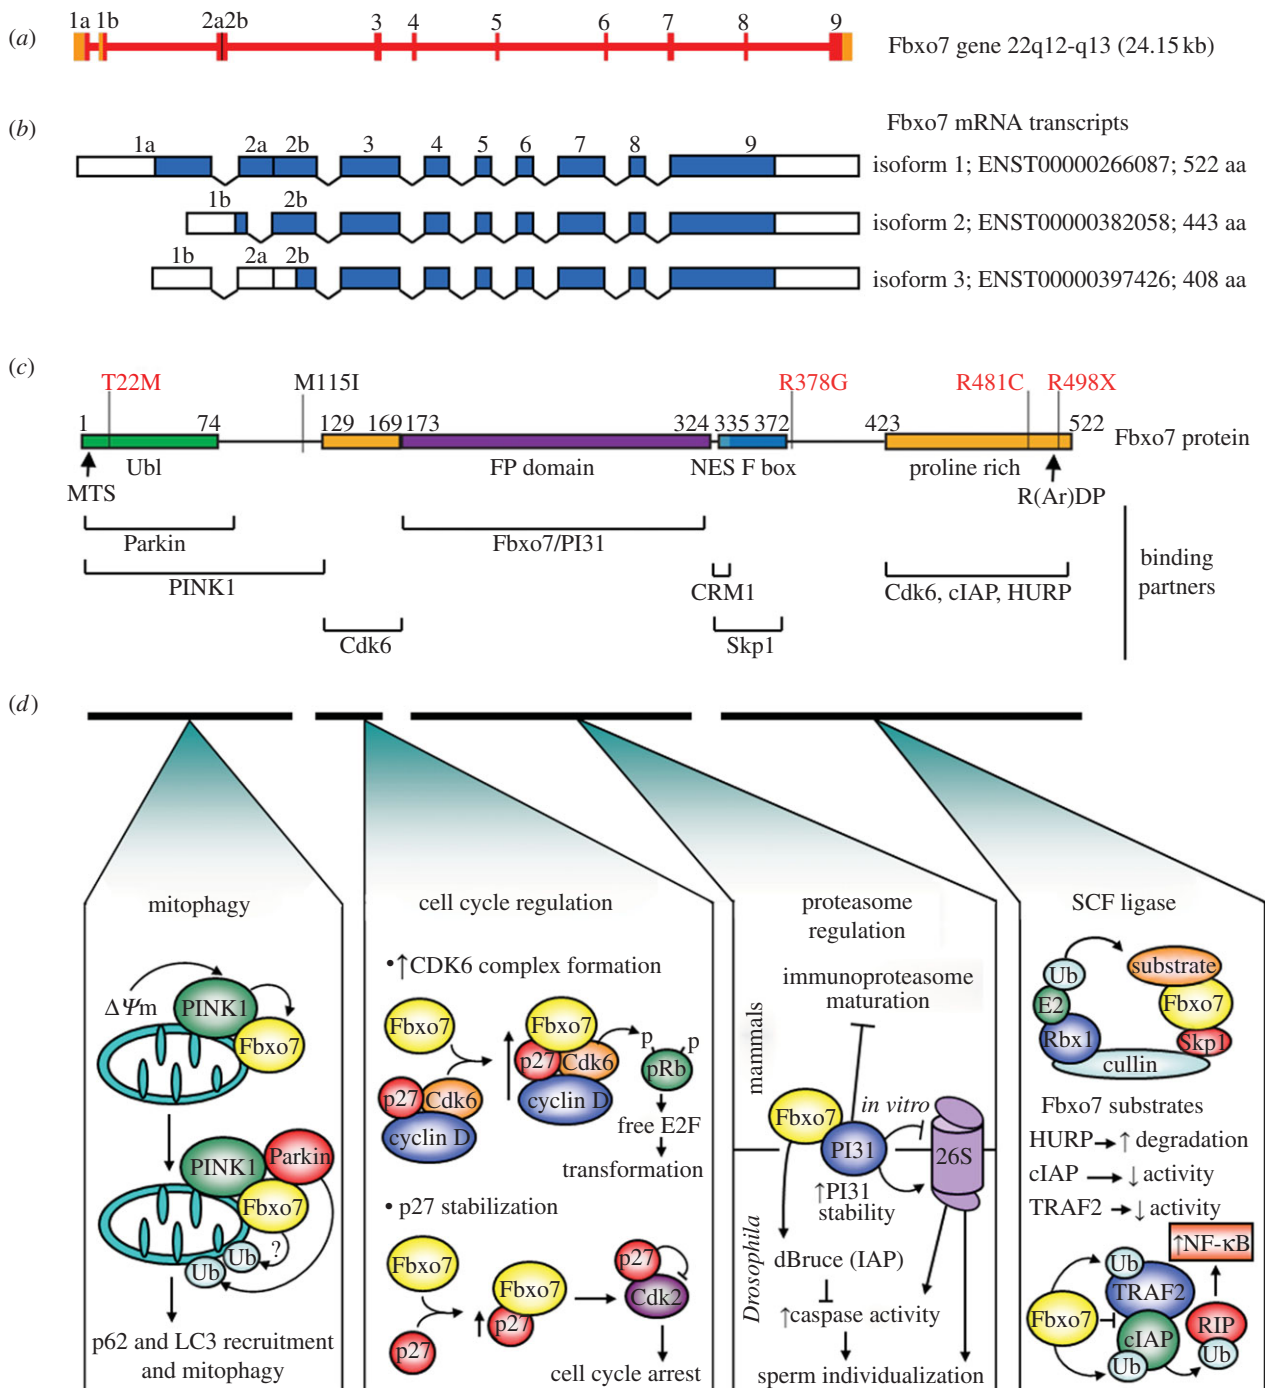 (a)
1a 1b 2a 2b 3 4 5 6 7 8 9
Fbxo7 gene 22q12-q13 (24.15 kb)
(b)
Fbxo7 mRNA transcripts
1a 2a 2b 3 4 5 6 7 8 9
isoform 1; ENST00000266087; 522 aa
1b 2b
isoform 2; ENST00000382058; 443 aa
1b 2a 2b
isoform 3; ENST00000397426; 408 aa
(c)
T22M M115I R378G R481C R498X
1 74 129 169 173 324 335 372 423 522
Fbxo7 protein
Ubl FP domain NES F box proline rich
MTS R(Ar)DP
Parkin Fbxo7/PI31
PINK1 CRM1 Cdk6, cIAP, HURP
Cdk6 Skp1
binding
partners
(d)
mitophagy
ΔΨm
PINK1
Fbxo7
PINK1
Parkin
Fbxo7
?
Ub
Ub
p62 and LC3 recruitment
and mitophagy
cell cycle regulation
•↑CDK6 complex formation
Fbxo7
p27
Cdk6
cyclin D
Fbxo7
p27
Cdk6
cyclin D
p p
pRb
free E2F
transformation
• p27 stabilization
Fbxo7
p27
Fbxo7
p27
p27
Cdk2
cell cycle arrest
proteasome
regulation
immunoproteasome
maturation
mammals
Fbxo7
in vitro
PI31
26S
↑PI31
stability
Drosophila
dBruce (IAP)
↑caspase activity
sperm individualization
SCF ligase
Ub
substrate
E2
Fbxo7
Rbx1
Skp1
cullin
Fbxo7 substrates
HURP→↑ degradation
cIAP →↓ activity
TRAF2 →↓ activity
↑NF-κB
Ub
TRAF2
Fbxo7
cIAP
RIP
Ub
Ub